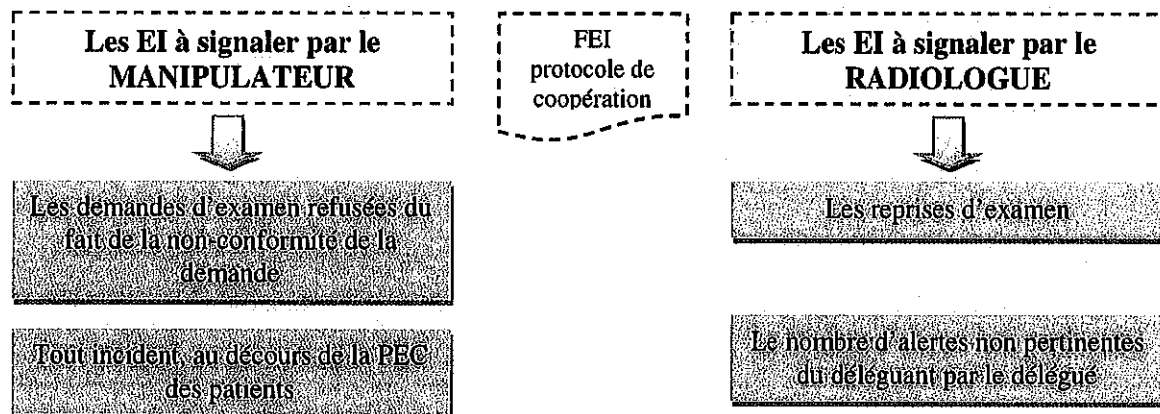 Les EI à signaler par le
MANIPULATEUR
FEI
protocole de
coopération
Les EI à signaler par le
RADIOLOGUE
Les demandes d'examen refusées du
fait de la non-conformité de la
demande
Les reprises d'examen
Tout incident, au décours de la PEC
des patients
Le nombre d'alertes non pertinentes
du déléguant par le délégué